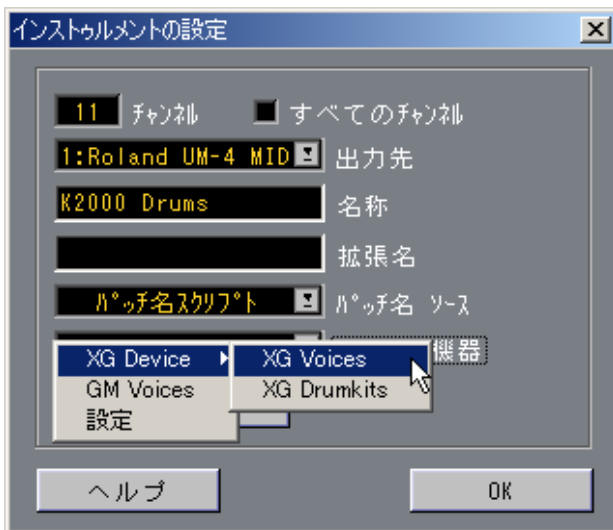 インストゥルメントの設定
11 ﾁｬﾝﾈﾙ すべてのﾁｬﾝﾈﾙ
1:Roland UM-4 MID 出力先
K2000 Drums 名称
拡張名
ﾊﾟｯﾁ名ｽｸﾘﾌﾟﾄ ﾊﾟｯﾁ名 ｿｰｽ
機器
XG Device XG Voices
GM Voices XG Drumkits
設定
ヘルプ OK